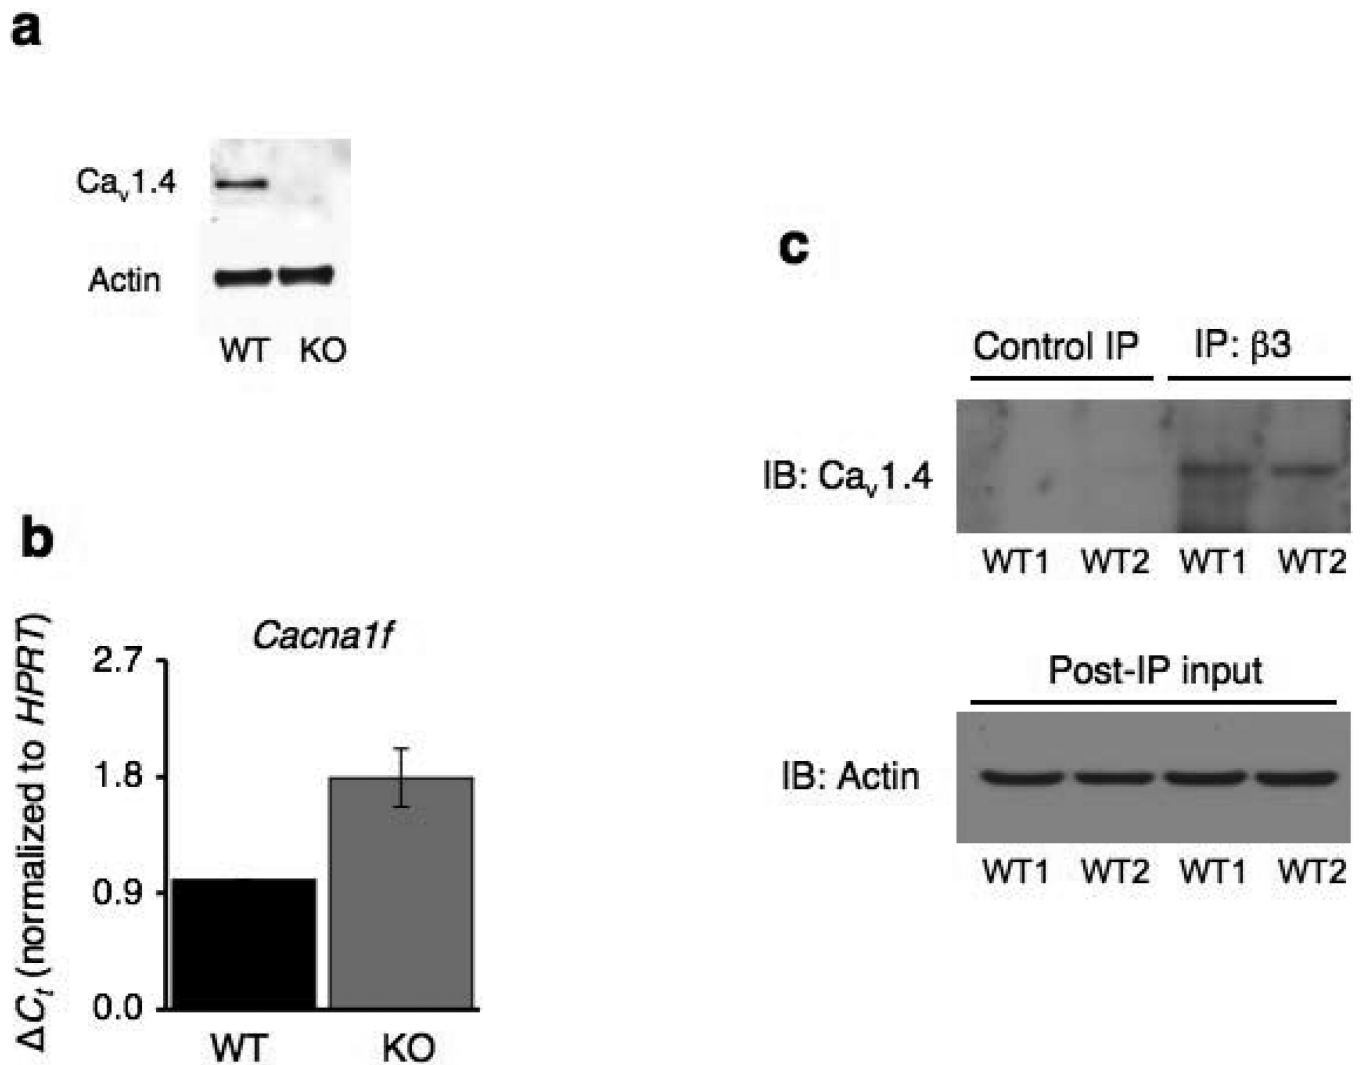 a
Cav1.4
Actin
WT KO
b
Cacna1f
ΔCt (normalized to HPRT)
2.7
1.8
0.9
0.0
WT KO
c
Control IP IP: β3
IB: Cav1.4
WT1 WT2 WT1 WT2
Post-IP input
IB: Actin
WT1 WT2 WT1 WT2